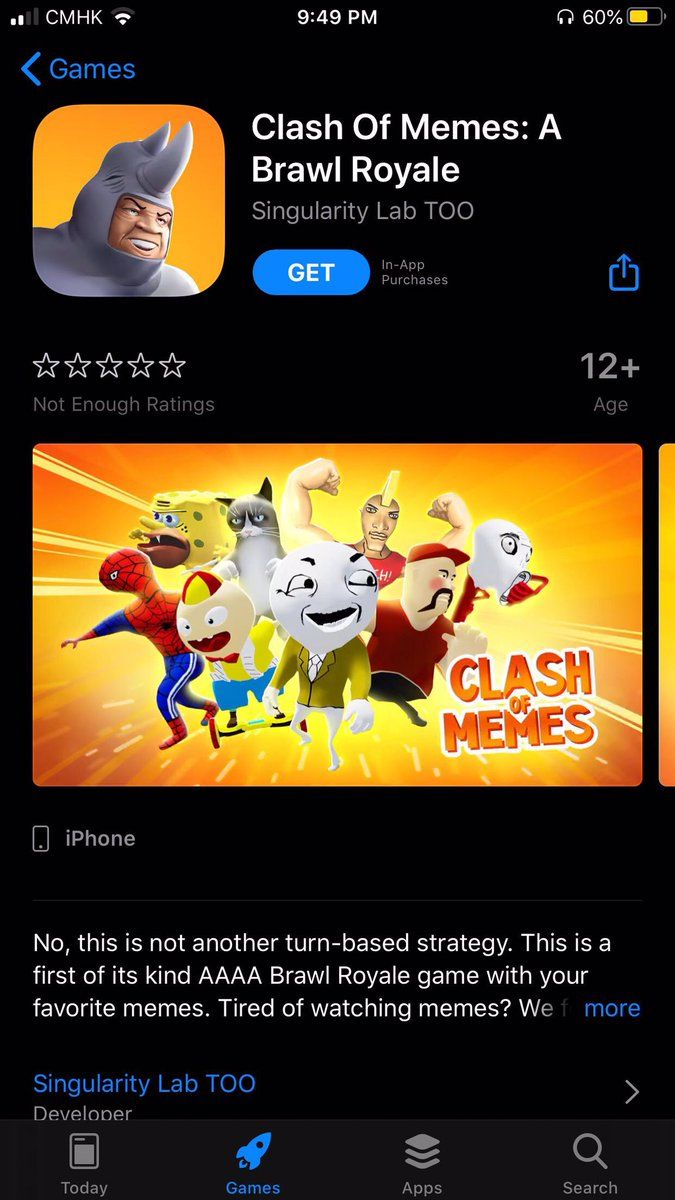 CMHK
9:49 PM
60%
Games
Clash Of Memes: A
Brawl Royale
Singularity Lab TOO
GET
In-App
Purchases
Not Enough Ratings
12+
Age
CLASH
OF
MEMES
iPhone
No, this is not another turn-based strategy. This is a
first of its kind AAAA Brawl Royale game with your
favorite memes. Tired of watching memes? We f more
Singularity Lab TOO
Developer
Today
Games
Apps
Search